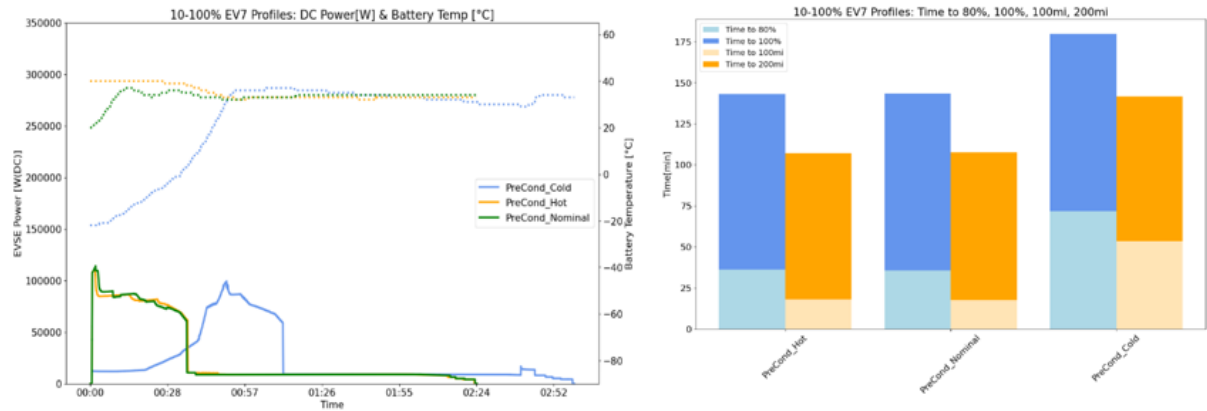 10-100% EV7 Profiles: DC Power[W] & Battery Temp [°C]
350000
300000
250000
200000
150000
100000
50000
0
EVSE Power [W(DC)]
60
40
20
0
−20
−40
−60
−80
Battery Temperature [°C]
PreCond_Cold
PreCond_Hot
PreCond_Nominal
00:00
00:28
00:57
01:26
01:55
02:24
02:52
Time
10-100% EV7 Profiles: Time to 80%, 100%, 100mi, 200mi
Time to 80%
Time to 100%
Time to 100mi
Time to 200mi
175
150
125
100
75
50
25
0
Time[min]
PreCond_Hot
PreCond_Nominal
PreCond_Cold